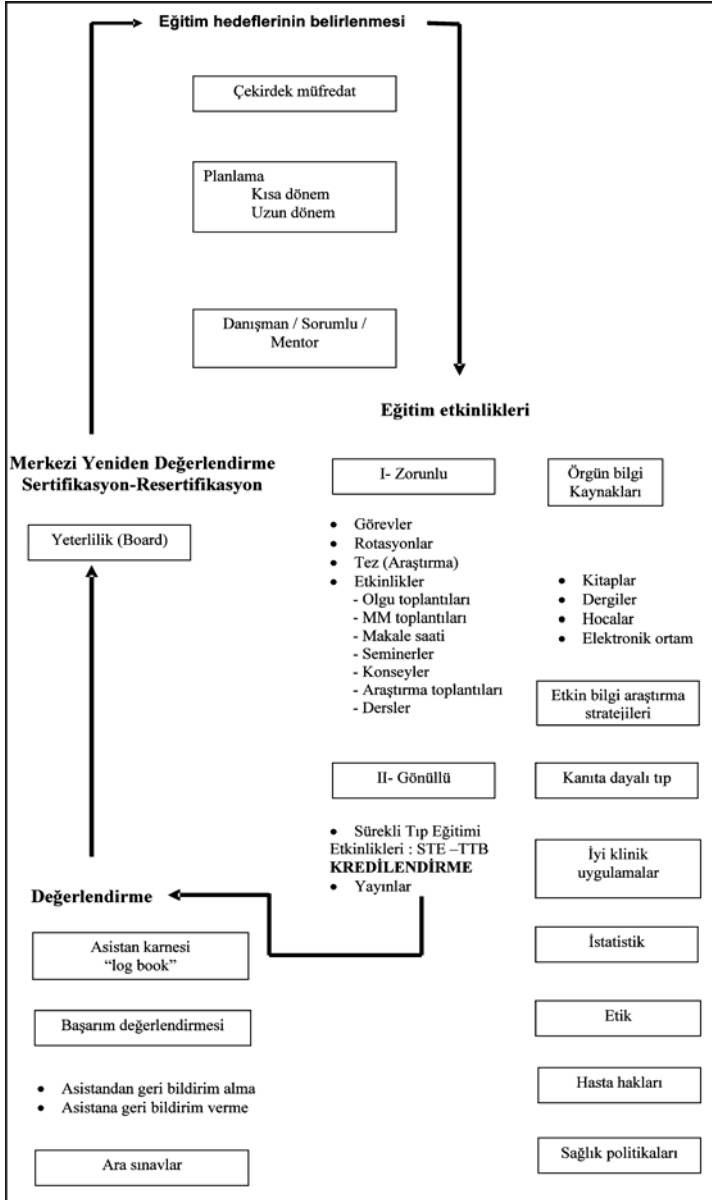 Eğitim hedeflerinin belirlenmesi
Çekirdek müfredat
Planlama
Kısa dönem
Uzun dönem
Danışman / Sorumlu /
Mentor
Eğitim etkinlikleri
Merkezi Yeniden Değerlendirme
Sertifikasyon-Resertifikasyon
Yeterlilik (Board)
I- Zorunlu
• Görevler
• Rotasyonlar
• Tez (Araştırma)
• Etkinlikler
- Olgu toplantıları
- MM toplantıları
- Makale saati
- Seminerler
- Konseyler
- Araştırma toplantıları
- Dersler
II- Gönüllü
• Sürekli Tıp Eğitimi
Etkinlikleri : STE –TTB
KREDİLENDİRME
• Yayınlar
Örgün bilgi
Kaynakları
• Kitaplar
• Dergiler
• Hocalar
• Elektronik ortam
Etkin bilgi araştırma
stratejileri
Kanıta dayalı tıp
İyi klinik
uygulamalar
İstatistik
Etik
Hasta hakları
Sağlık politikaları
Değerlendirme
Asistan karnesi
“log book”
Başarım değerlendirmesi
• Asistandan geri bildirim alma
• Asistana geri bildirim verme
Ara sınavlar